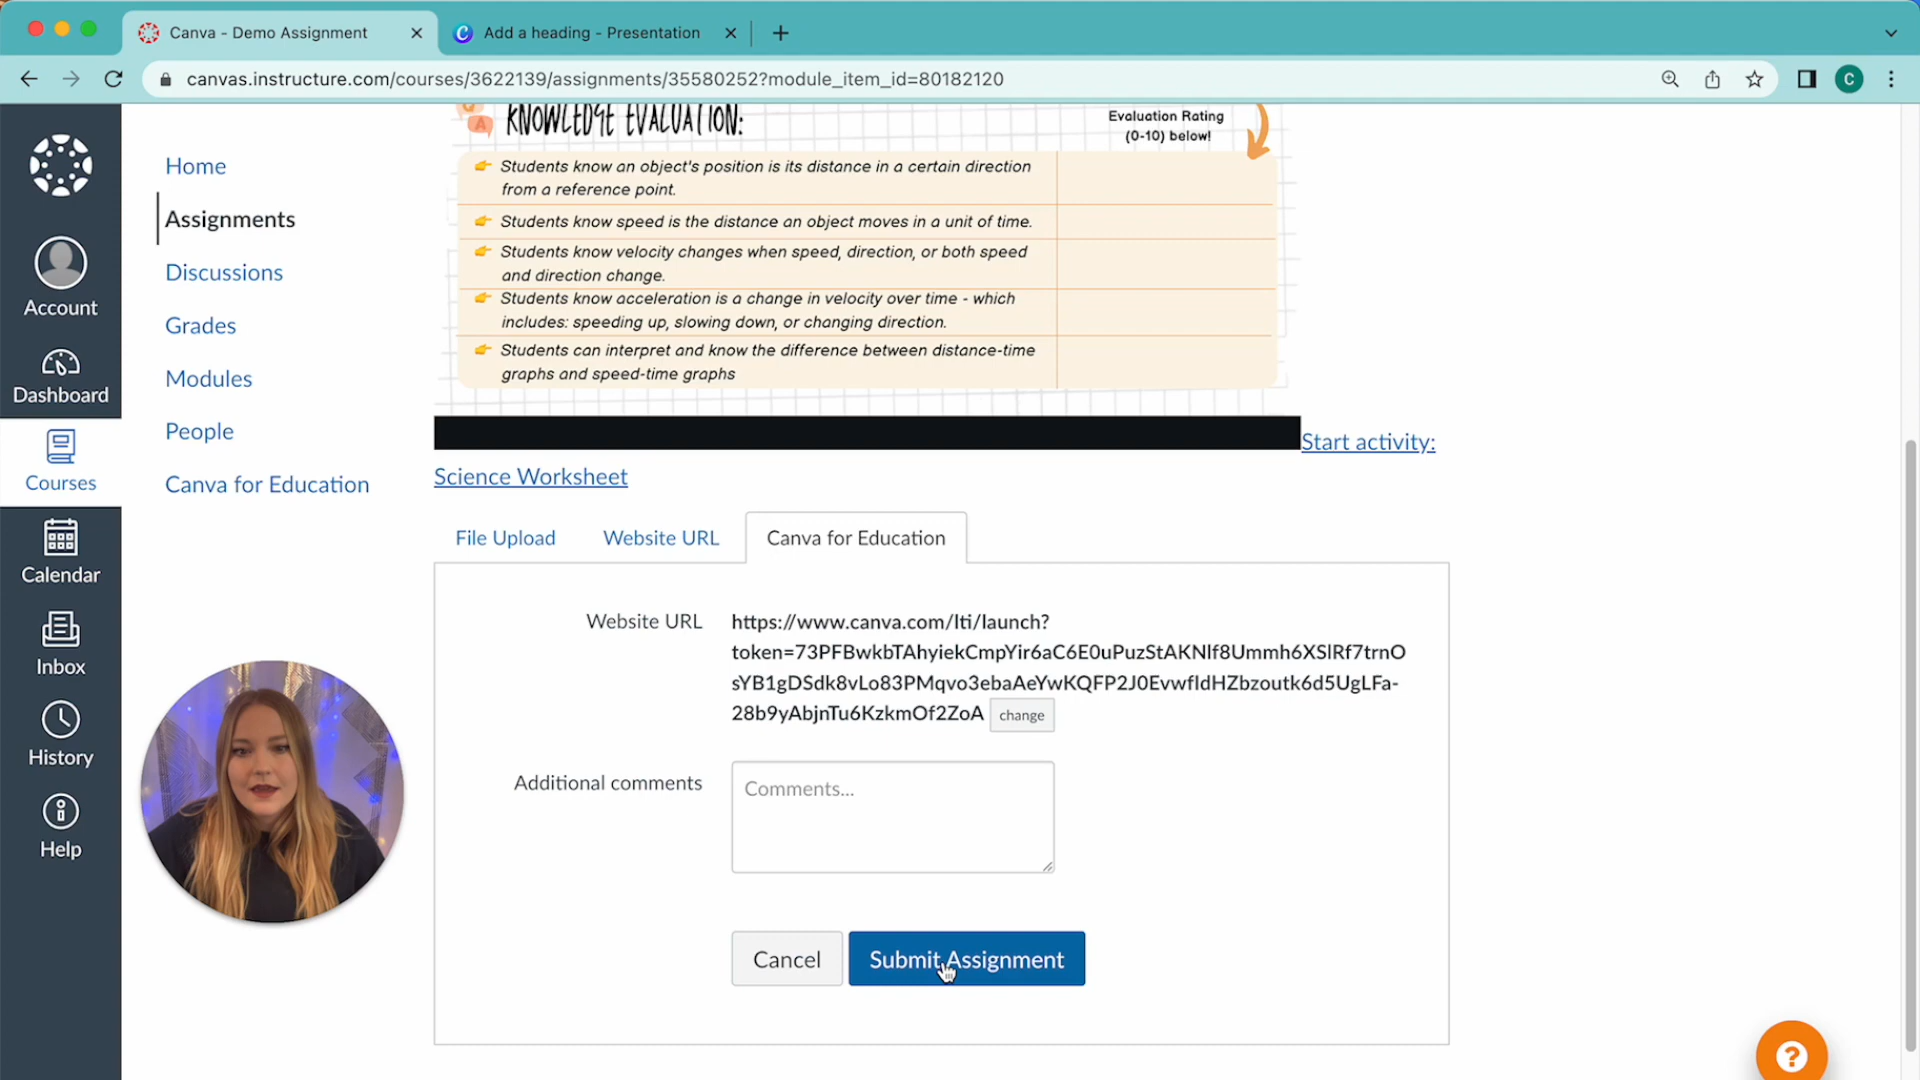 Canva - Demo Assignment
Add a heading - Presentation
canvas.instructure.com/courses/3622139/assignments/35580252?module_item_id=80182120
C
Account
Dashboard
Courses
Calendar
Inbox
History
Help
Home
Assignments
Discussions
Grades
Modules
People
Canva for Education
Q
A
KNOWLEDGE EVALUATION:
Evaluation Rating
(0-10) below!
Students know an object's position is its distance in a certain direction
from a reference point.
Students know speed is the distance an object moves in a unit of time.
Students know velocity changes when speed, direction, or both speed
and direction change.
Students know acceleration is a change in velocity over time - which
includes: speeding up, slowing down, or changing direction.
Students can interpret and know the difference between distance-time
graphs and speed-time graphs
Start activity:
Science Worksheet
File Upload
Website URL
Canva for Education
Website URL
https://www.canva.com/lti/launch?
token=73PFBwkbTAhyiekCmpYir6aC6E0uPuzStAKNlf8Ummh6XSlRf7trnO
sYB1gDSdk8vLo83PMqvo3ebaAeYwKQFP2J0EvwfldHZbzoutk6d5UgLFa-
28b9yAbjnTu6KzkmOf2ZoA change
Additional comments
Comments...
Cancel
Submit Assignment
?